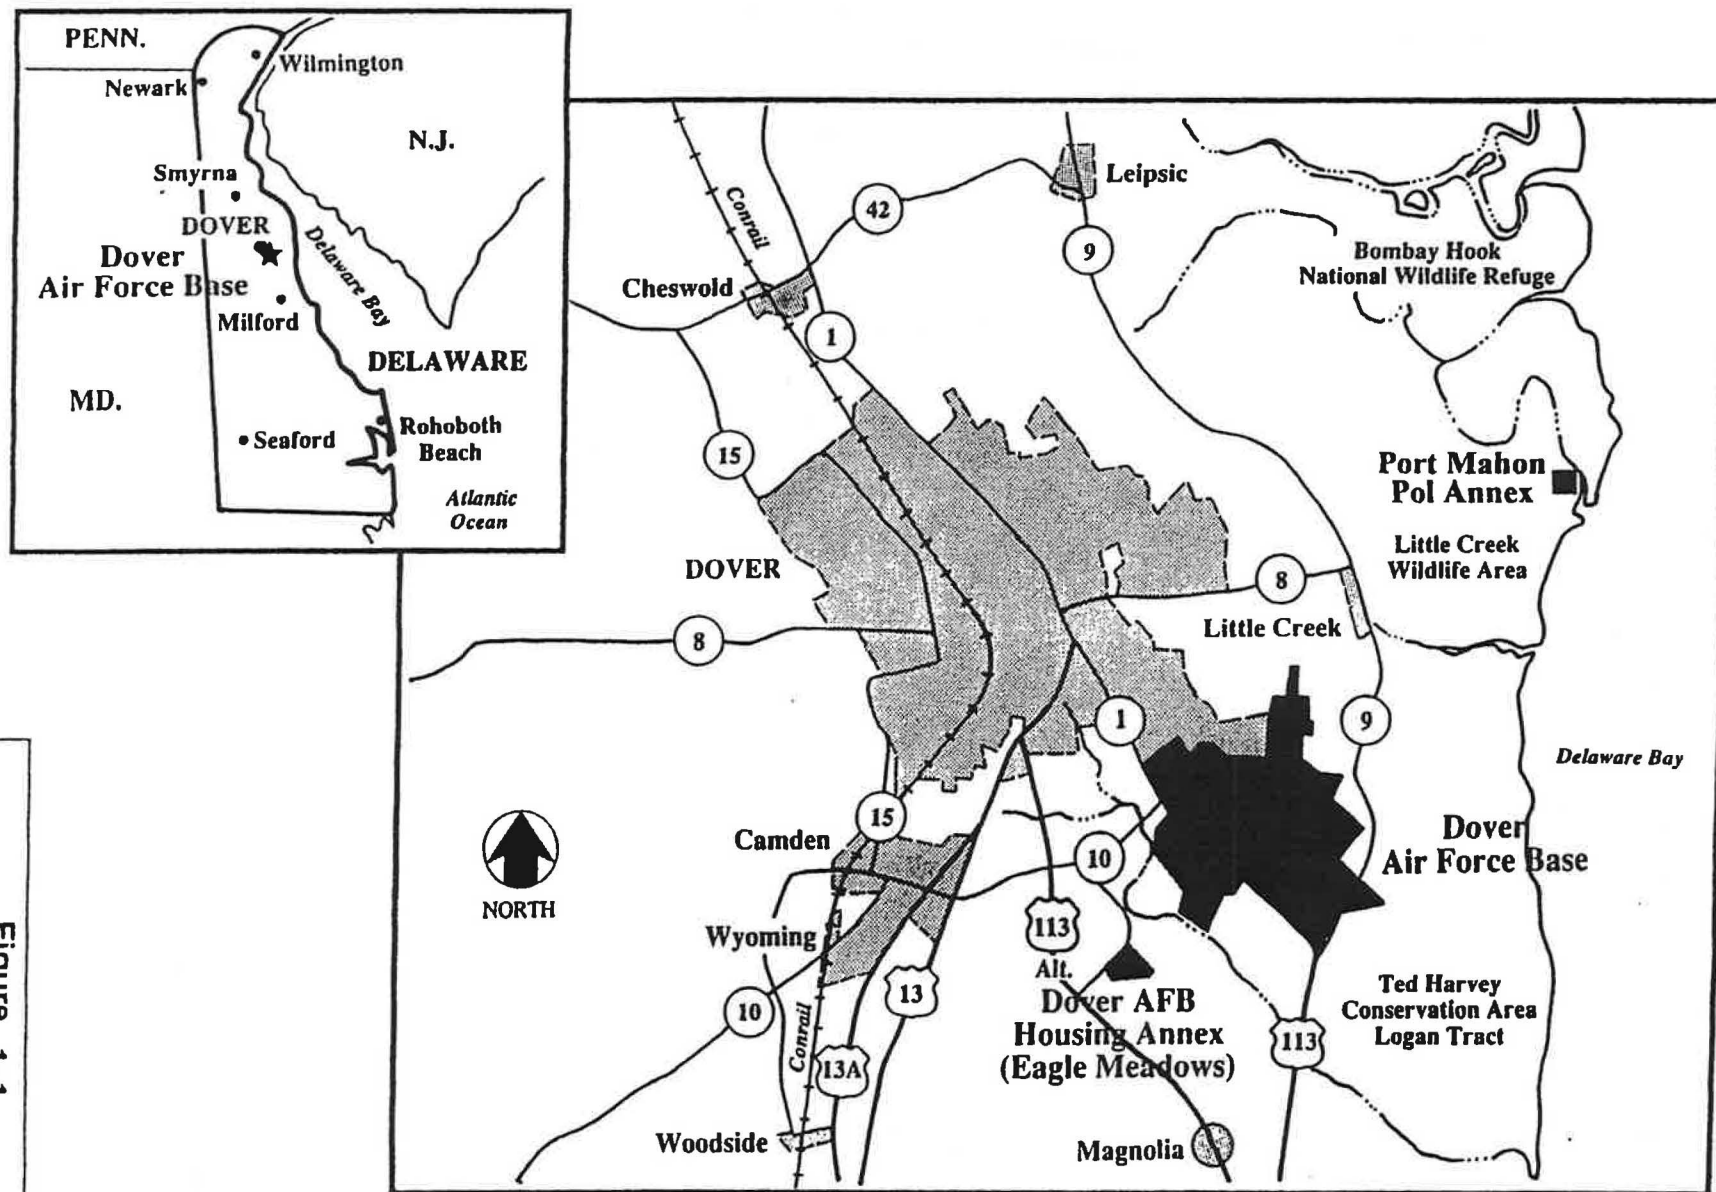 PENN.
Wilmington
Newark
N.J.
Smyrna
DOVER
Dover
Air Force Base
Delaware Bay
Milford
DELAWARE
MD.
Rohoboth
Beach
Seaford
Atlantic
Ocean
Leipsic
Conrail
42
9
Bombay Hook
National Wildlife Refuge
Cheswold
1
15
Port Mahon
Pol Annex
Little Creek
Wildlife Area
DOVER
8
8
Little Creek
1
9
Delaware Bay
15
Camden
10
Dover
Air Force Base
NORTH
Wyoming
113
Alt.
13
10
Dover AFB
Housing Annex
(Eagle Meadows)
Ted Harvey
Conservation Area
Logan Tract
113
Conrail
13A
Woodside
Magnolia
Figure 1-1